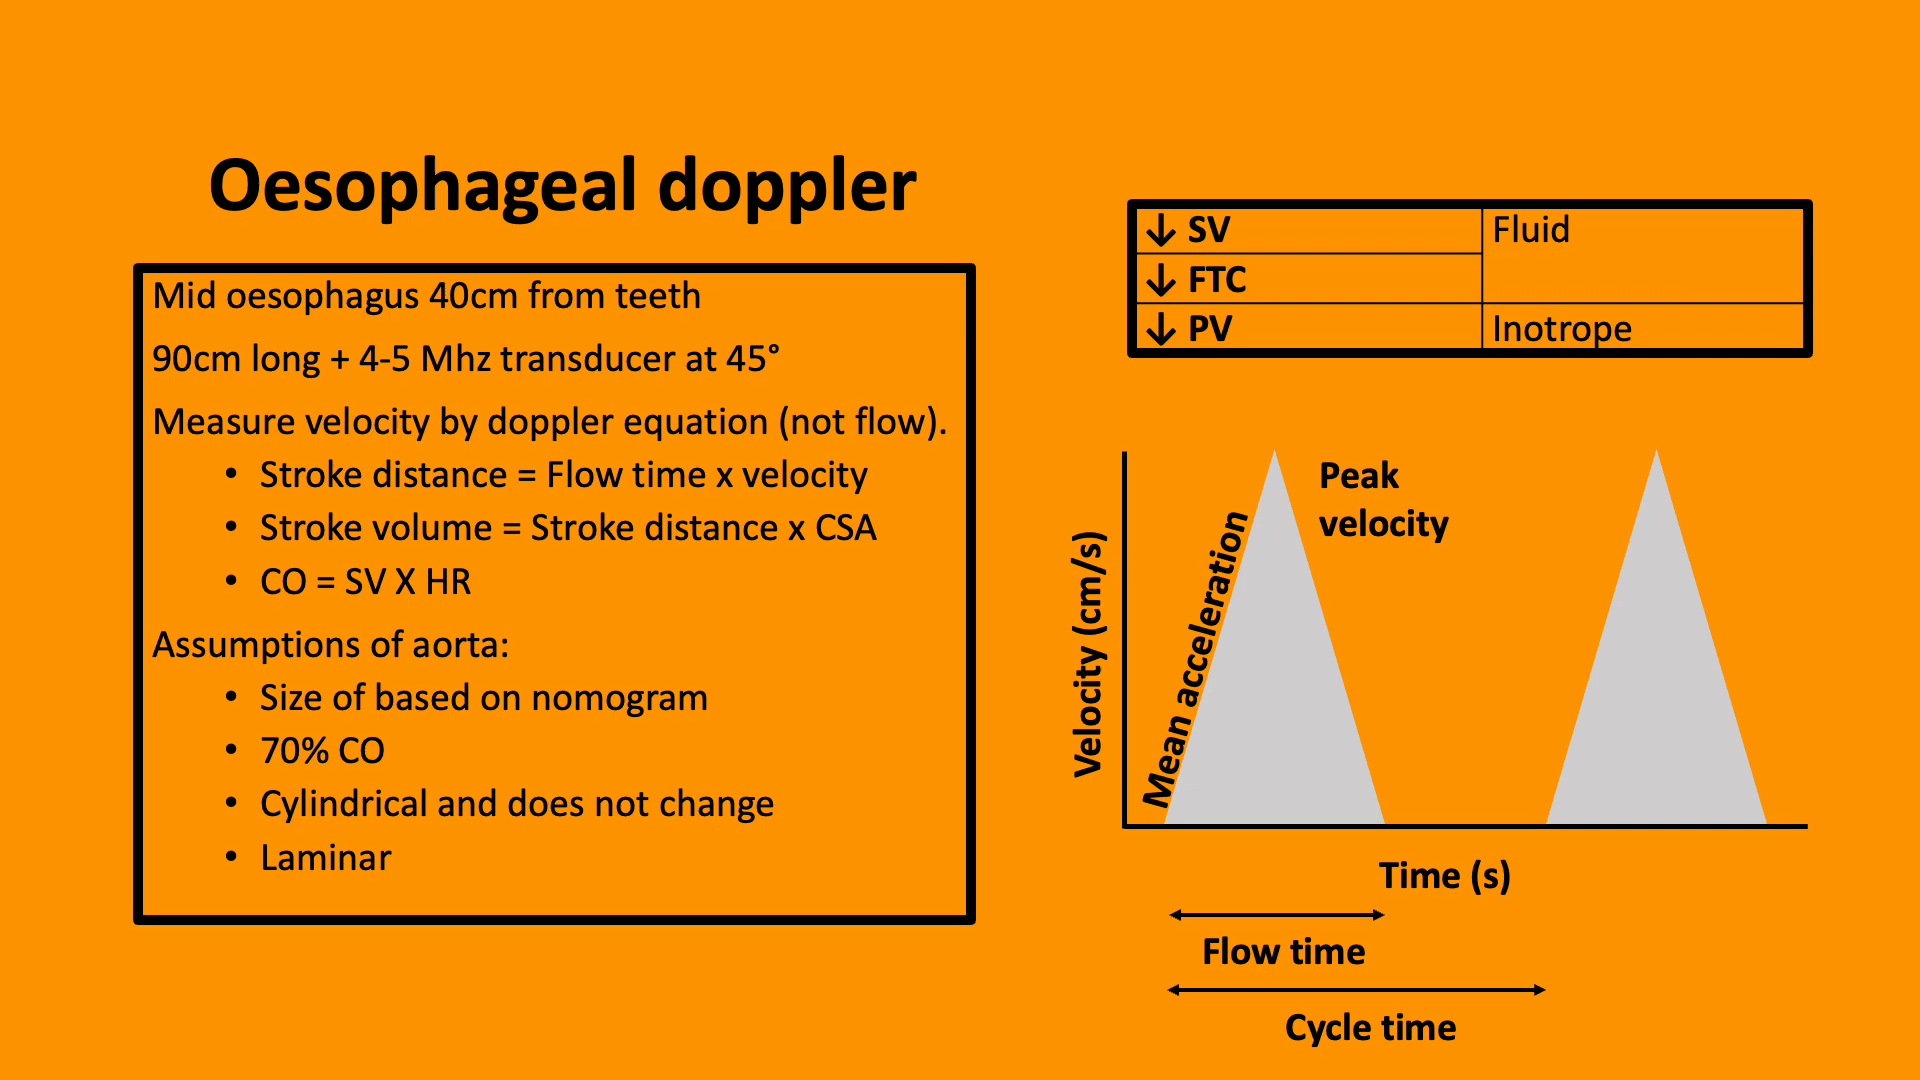 Oesophageal doppler
Mid oesophagus 40cm from teeth
90cm long + 4-5 Mhz transducer at 45°
Measure velocity by doppler equation (not flow).
• Stroke distance = Flow time x velocity
• Stroke volume = Stroke distance x CSA
• CO = SV X HR
Assumptions of aorta:
• Size of based on nomogram
• 70% CO
• Cylindrical and does not change
• Laminar
↓ SV
Fluid
↓ FTC
↓ PV
Inotrope
Peak
velocity
Mean acceleration
Velocity (cm/s)
Time (s)
Flow time
Cycle time